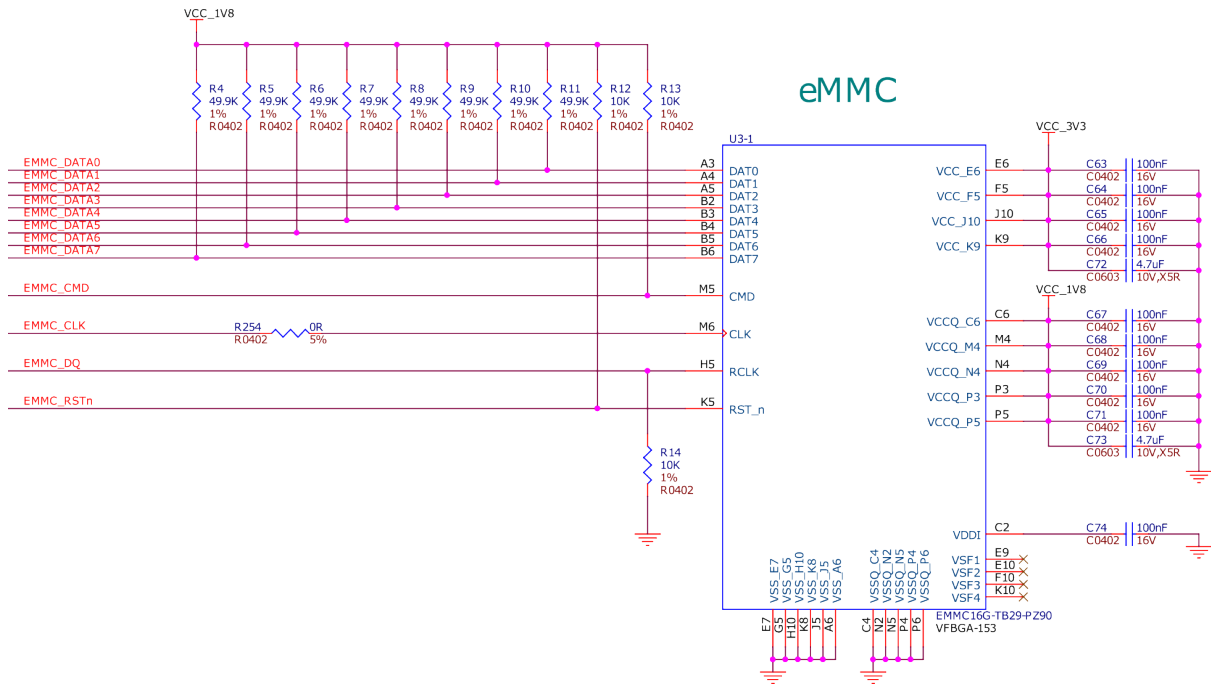 VCC_1V8
eMMC
R4
49.9K
1%
R0402
R5
49.9K
1%
R0402
R6
49.9K
1%
R0402
R7
49.9K
1%
R0402
R8
49.9K
1%
R0402
R9
49.9K
1%
R0402
R10
49.9K
1%
R0402
R11
49.9K
1%
R0402
R12
10K
1%
R0402
R13
10K
1%
R0402
EMMC_DATA0
EMMC_DATA1
EMMC_DATA2
EMMC_DATA3
EMMC_DATA4
EMMC_DATA5
EMMC_DATA6
EMMC_DATA7
EMMC_CMD
EMMC_CLK
R254
R0402
0R
5%
EMMC_DQ
EMMC_RSTn
R14
10K
1%
R0402
U3-1
A3 DAT0
A4 DAT1
A5 DAT2
B2 DAT3
B3 DAT4
B4 DAT5
B5 DAT6
B6 DAT7
M5 CMD
M6 CLK
H5 RCLK
K5 RST_n
VCC_3V3
VCC_E6 E6
VCC_F5 F5
VCC_J10 J10
VCC_K9 K9
C63 100nF
C0402 16V
C64 100nF
C0402 16V
C65 100nF
C0402 16V
C66 100nF
C0402 16V
C72 4.7uF
C0603 10V,X5R
VCC_1V8
VCCQ_C6 C6
VCCQ_M4 M4
VCCQ_N4 N4
VCCQ_P3 P3
VCCQ_P5 P5
C67 100nF
C0402 16V
C68 100nF
C0402 16V
C69 100nF
C0402 16V
C70 100nF
C0402 16V
C71 100nF
C0402 16V
C73 4.7uF
C0603 10V,X5R
VDDI C2
C74 100nF
C0402 16V
VSF1 E9
VSF2 E10
VSF3 F10
VSF4 K10
VSS_E7
VSS_G5
VSS_H10
VSS_K8
VSS_J5
VSS_A6
VSSQ_C4
VSSQ_N2
VSSQ_N5
VSSQ_P4
VSSQ_P6
E7
G5
H10
K8
J5
A6
C4
N2
N5
P4
P6
EMMC16G-TB29-PZ90
VFBGA-153